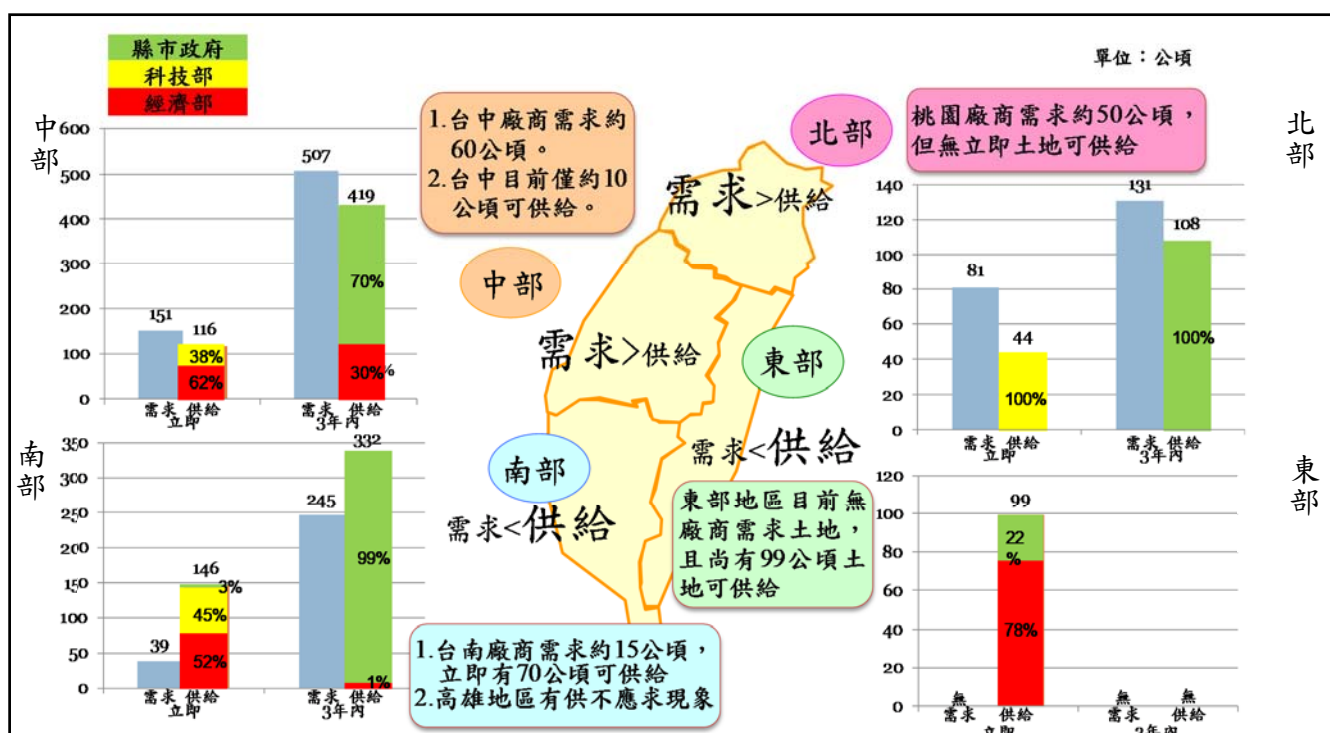 縣市政府
科技部
經濟部
單位：公頃
中部
600
500
400
300
200
100
0
507
419
70%
30%
151
116
38%
62%
需求 供給
立即
需求 供給
3年內
1.台中廠商需求約
60公頃。
2.台中目前僅約10
公頃可供給。
中部
需求>供給
北部
桃園廠商需求約50公頃，
但無立即土地可供給
需求>供給
北部
140
120
100
80
60
40
20
0
131
108
100%
81
44
100%
需求 供給
立即
需求 供給
3年內
南部
350
300
250
200
150
100
50
0
332
245
99%
1%
146
3%
45%
52%
39
需求 供給
立即
需求 供給
3年內
南部
需求<供給
1.台南廠商需求約15公頃，
立即有70公頃可供給
2.高雄地區有供不應求現象
東部
需求<供給
東部地區目前無
廠商需求土地，
且尚有99公頃土
地可供給
東部
120
100
80
60
40
20
0
99
22
%
78%
無
需求 供給
立即
無 無
需求 供給
3年內